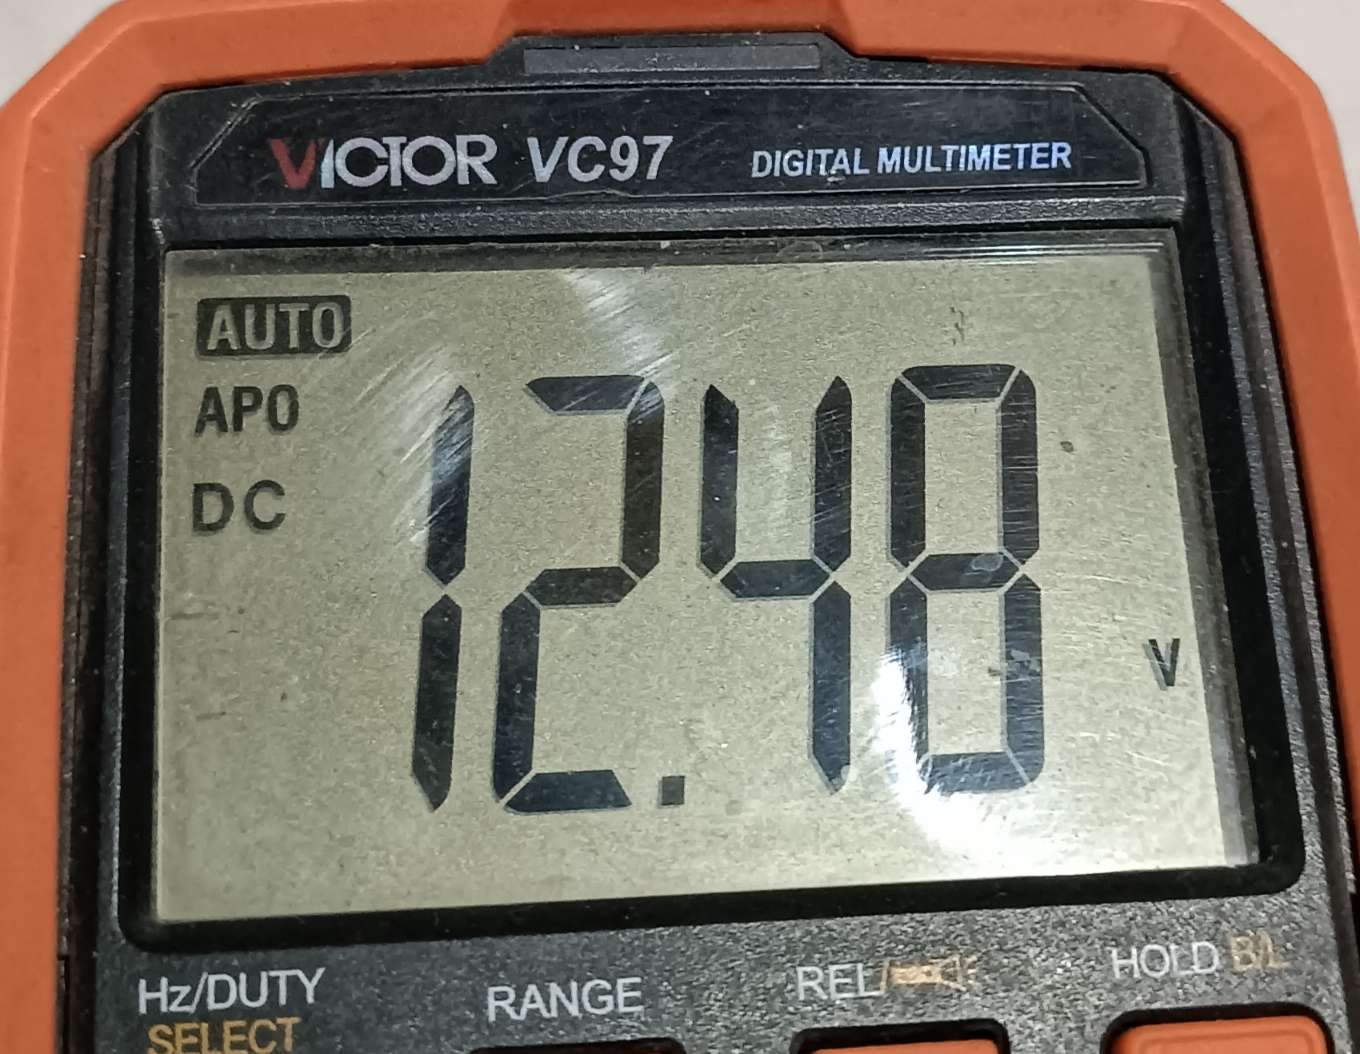 VICTOR VC97 DIGITAL MULTIMETER
AUTO
APO
DC
12.48
V
Hz/DUTY RANGE REL/ HOLD B/L
SELECT